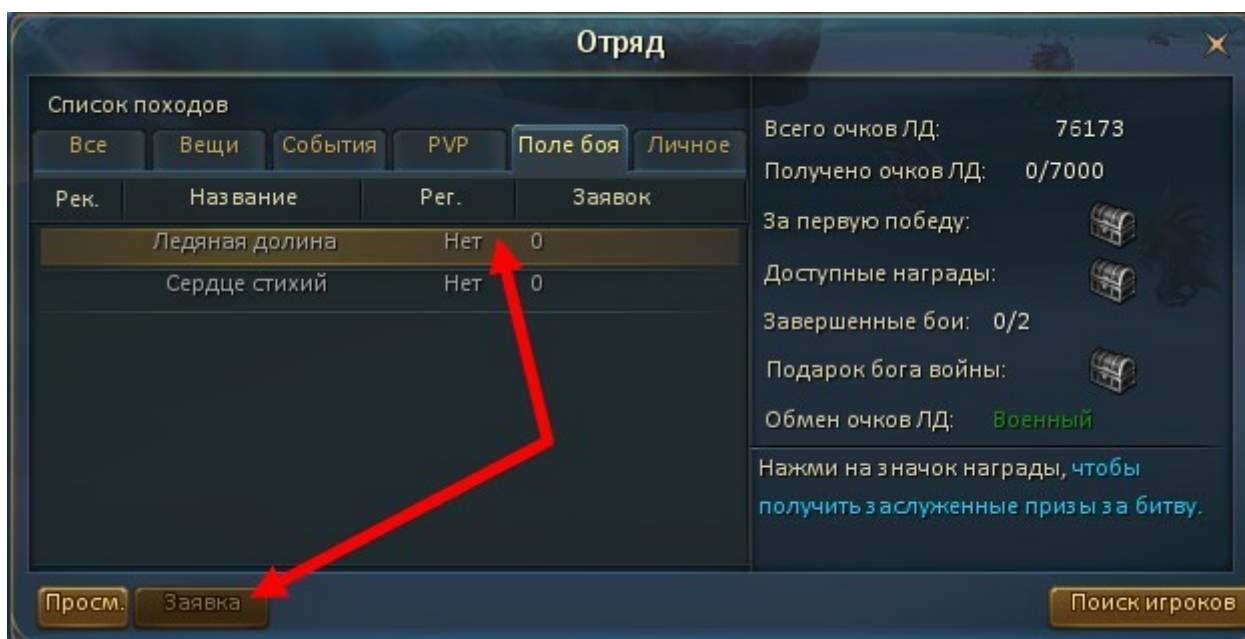 Отряд
Список походов
Все Вещи События PVP Поле боя Личное
Рек. Название Рег. Заявок
Ледяная долина Нет 0
Сердце стихий Нет 0
Всего очков ЛД: 76173
Получено очков ЛД: 0/7000
За первую победу:
Доступные награды:
Завершенные бои: 0/2
Подарок бога войны:
Обмен очков ЛД: Военный
Нажми на значок награды, чтобы
получить заслуженные призы за битву.
Просм. Заявка Поиск игроков